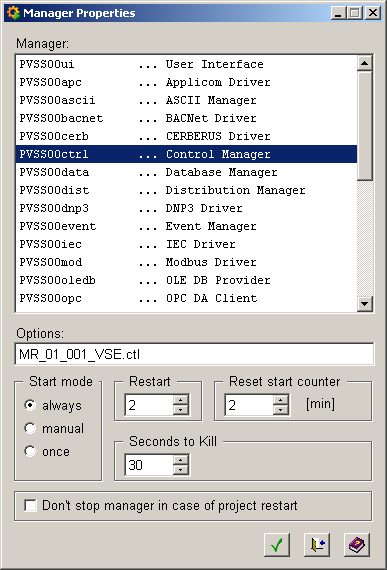 Manager Properties
Manager:
PVSS00ui ... User Interface
PVSS00apc ... Applicom Driver
PVSS00ascii ... ASCII Manager
PVSS00bacnet ... BACNet Driver
PVSS00cerb ... CERBERUS Driver
PVSS00ctrl ... Control Manager
PVSS00data ... Database Manager
PVSS00dist ... Distribution Manager
PVSS00dnp3 ... DNP3 Driver
PVSS00event ... Event Manager
PVSS00iec ... IEC Driver
PVSS00mod ... Modbus Driver
PVSS00oledb ... OLE DB Provider
PVSS00opc ... OPC DA Client
Options:
MR_01_001_VSE.ctl
Start mode Restart Reset start counter
always 2 2 [min]
manual
once
Seconds to Kill
30
Don't stop manager in case of project restart